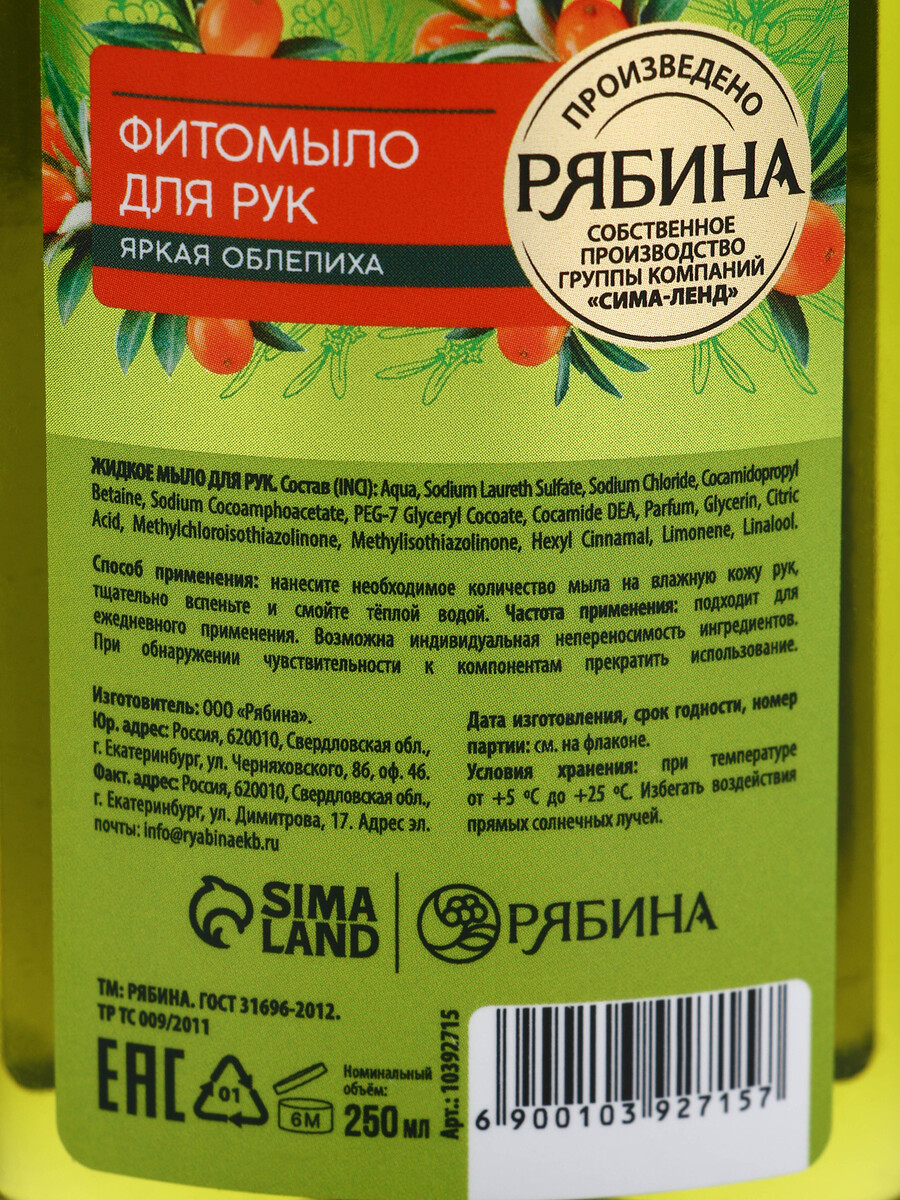 ФИТОМЫЛО
ДЛЯ РУК
ЯРКАЯ ОБЛЕПИХА
ПРОИЗВЕДЕНО
РЯБИНА
СОБСТВЕННОЕ
ПРОИЗВОДСТВО
ГРУППЫ КОМПАНИЙ
«СИМА-ЛЕНД»
ЖИДКОЕ МЫЛО ДЛЯ РУК. Состав (INCI): Aqua, Sodium Laureth Sulfate, Sodium Chloride, Cocamidopropyl
Betaine, Sodium Cocoamphoacetate, PEG-7 Glyceryl Cocoate, Cocamide DEA, Parfum, Glycerin, Citric
Acid, Methylchloroisothiazolinone, Methylisothiazolinone, Hexyl Cinnamal, Limonene, Linalool.
Способ применения: нанесите необходимое количество мыла на влажную кожу рук,
тщательно вспеньте и смойте тёплой водой. Частота применения: подходит для
ежедневного применения. Возможна индивидуальная непереносимость ингредиентов.
При обнаружении чувствительности к компонентам прекратить использование.
Изготовитель: ООО «Рябина».
Юр. адрес: Россия, 620010, Свердловская обл.,
г. Екатеринбург, ул. Черняховского, 86, оф. 46.
Факт. адрес: Россия, 620010, Свердловская обл.,
г. Екатеринбург, ул. Димитрова, 17. Адрес эл.
почты: info@ryabinaekb.ru
Дата изготовления, срок годности, номер
партии: см. на флаконе.
Условия хранения: при температуре
от +5 ºС до +25 ºС. Избегать воздействия
прямых солнечных лучей.
SIMA
LAND
РЯБИНА
ТМ: РЯБИНА. ГОСТ 31696-2012.
ТР ТС 009/2011
ЕАС
01
6М
Номинальный
объём:
250 мл
Арт.: 10392715
6 900103 927157